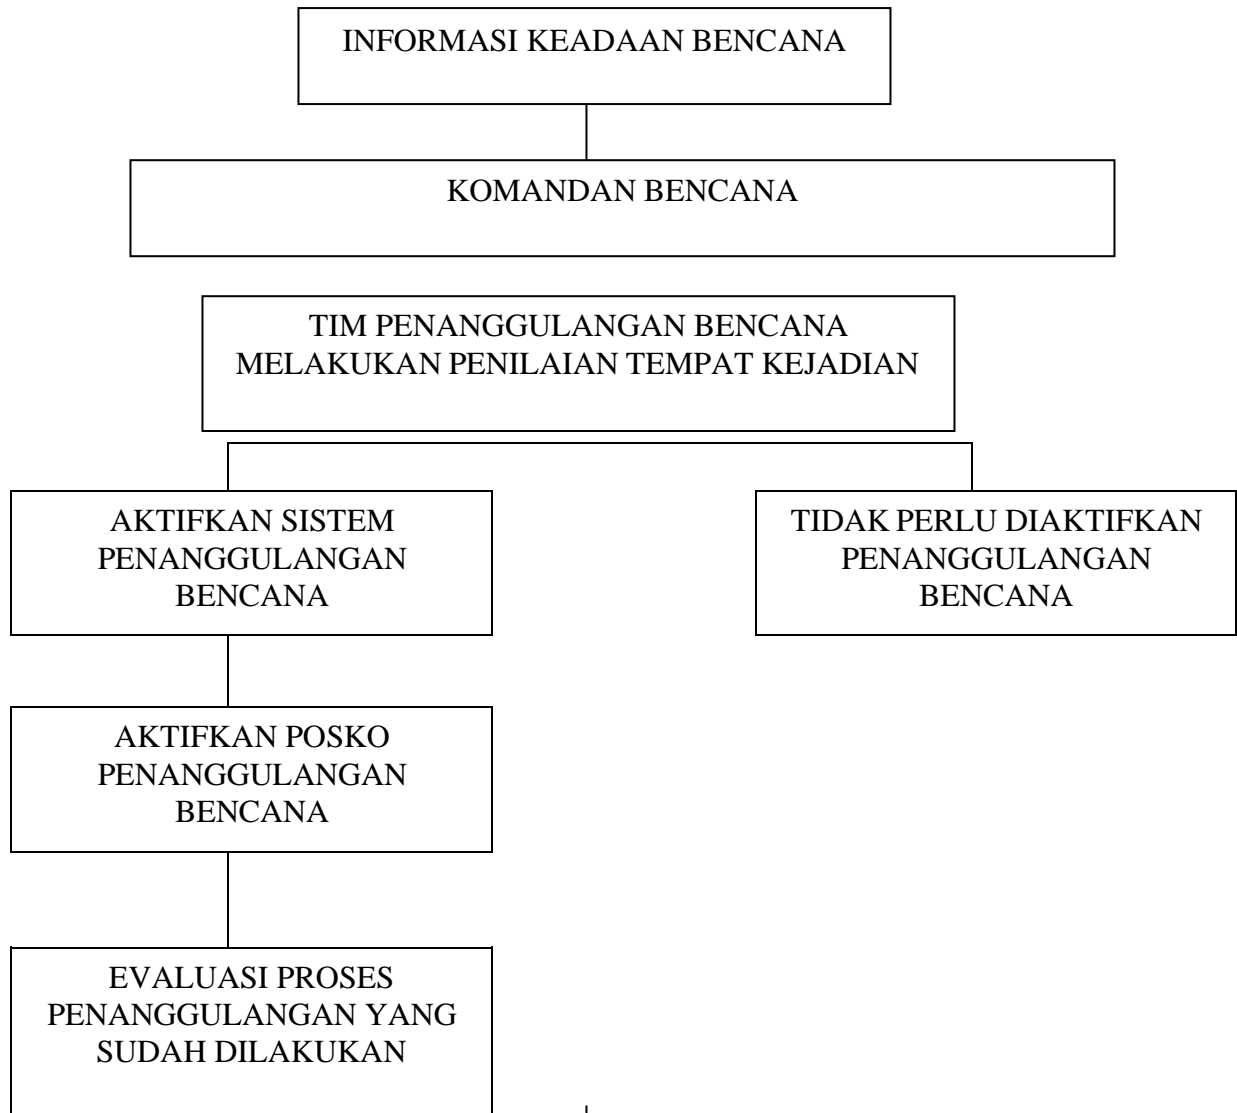 INFORMASI KEADAAN BENCANA
KOMANDAN BENCANA
TIM PENANGGULANGAN BENCANA
MELAKUKAN PENILAIAN TEMPAT KEJADIAN
AKTIFKAN SISTEM
PENANGGULANGAN
BENCANA
TIDAK PERLU DIAKTIFKAN
PENANGGULANGAN
BENCANA
AKTIFKAN POSKO
PENANGGULANGAN
BENCANA
EVALUASI PROSES
PENANGGULANGAN YANG
SUDAH DILAKUKAN